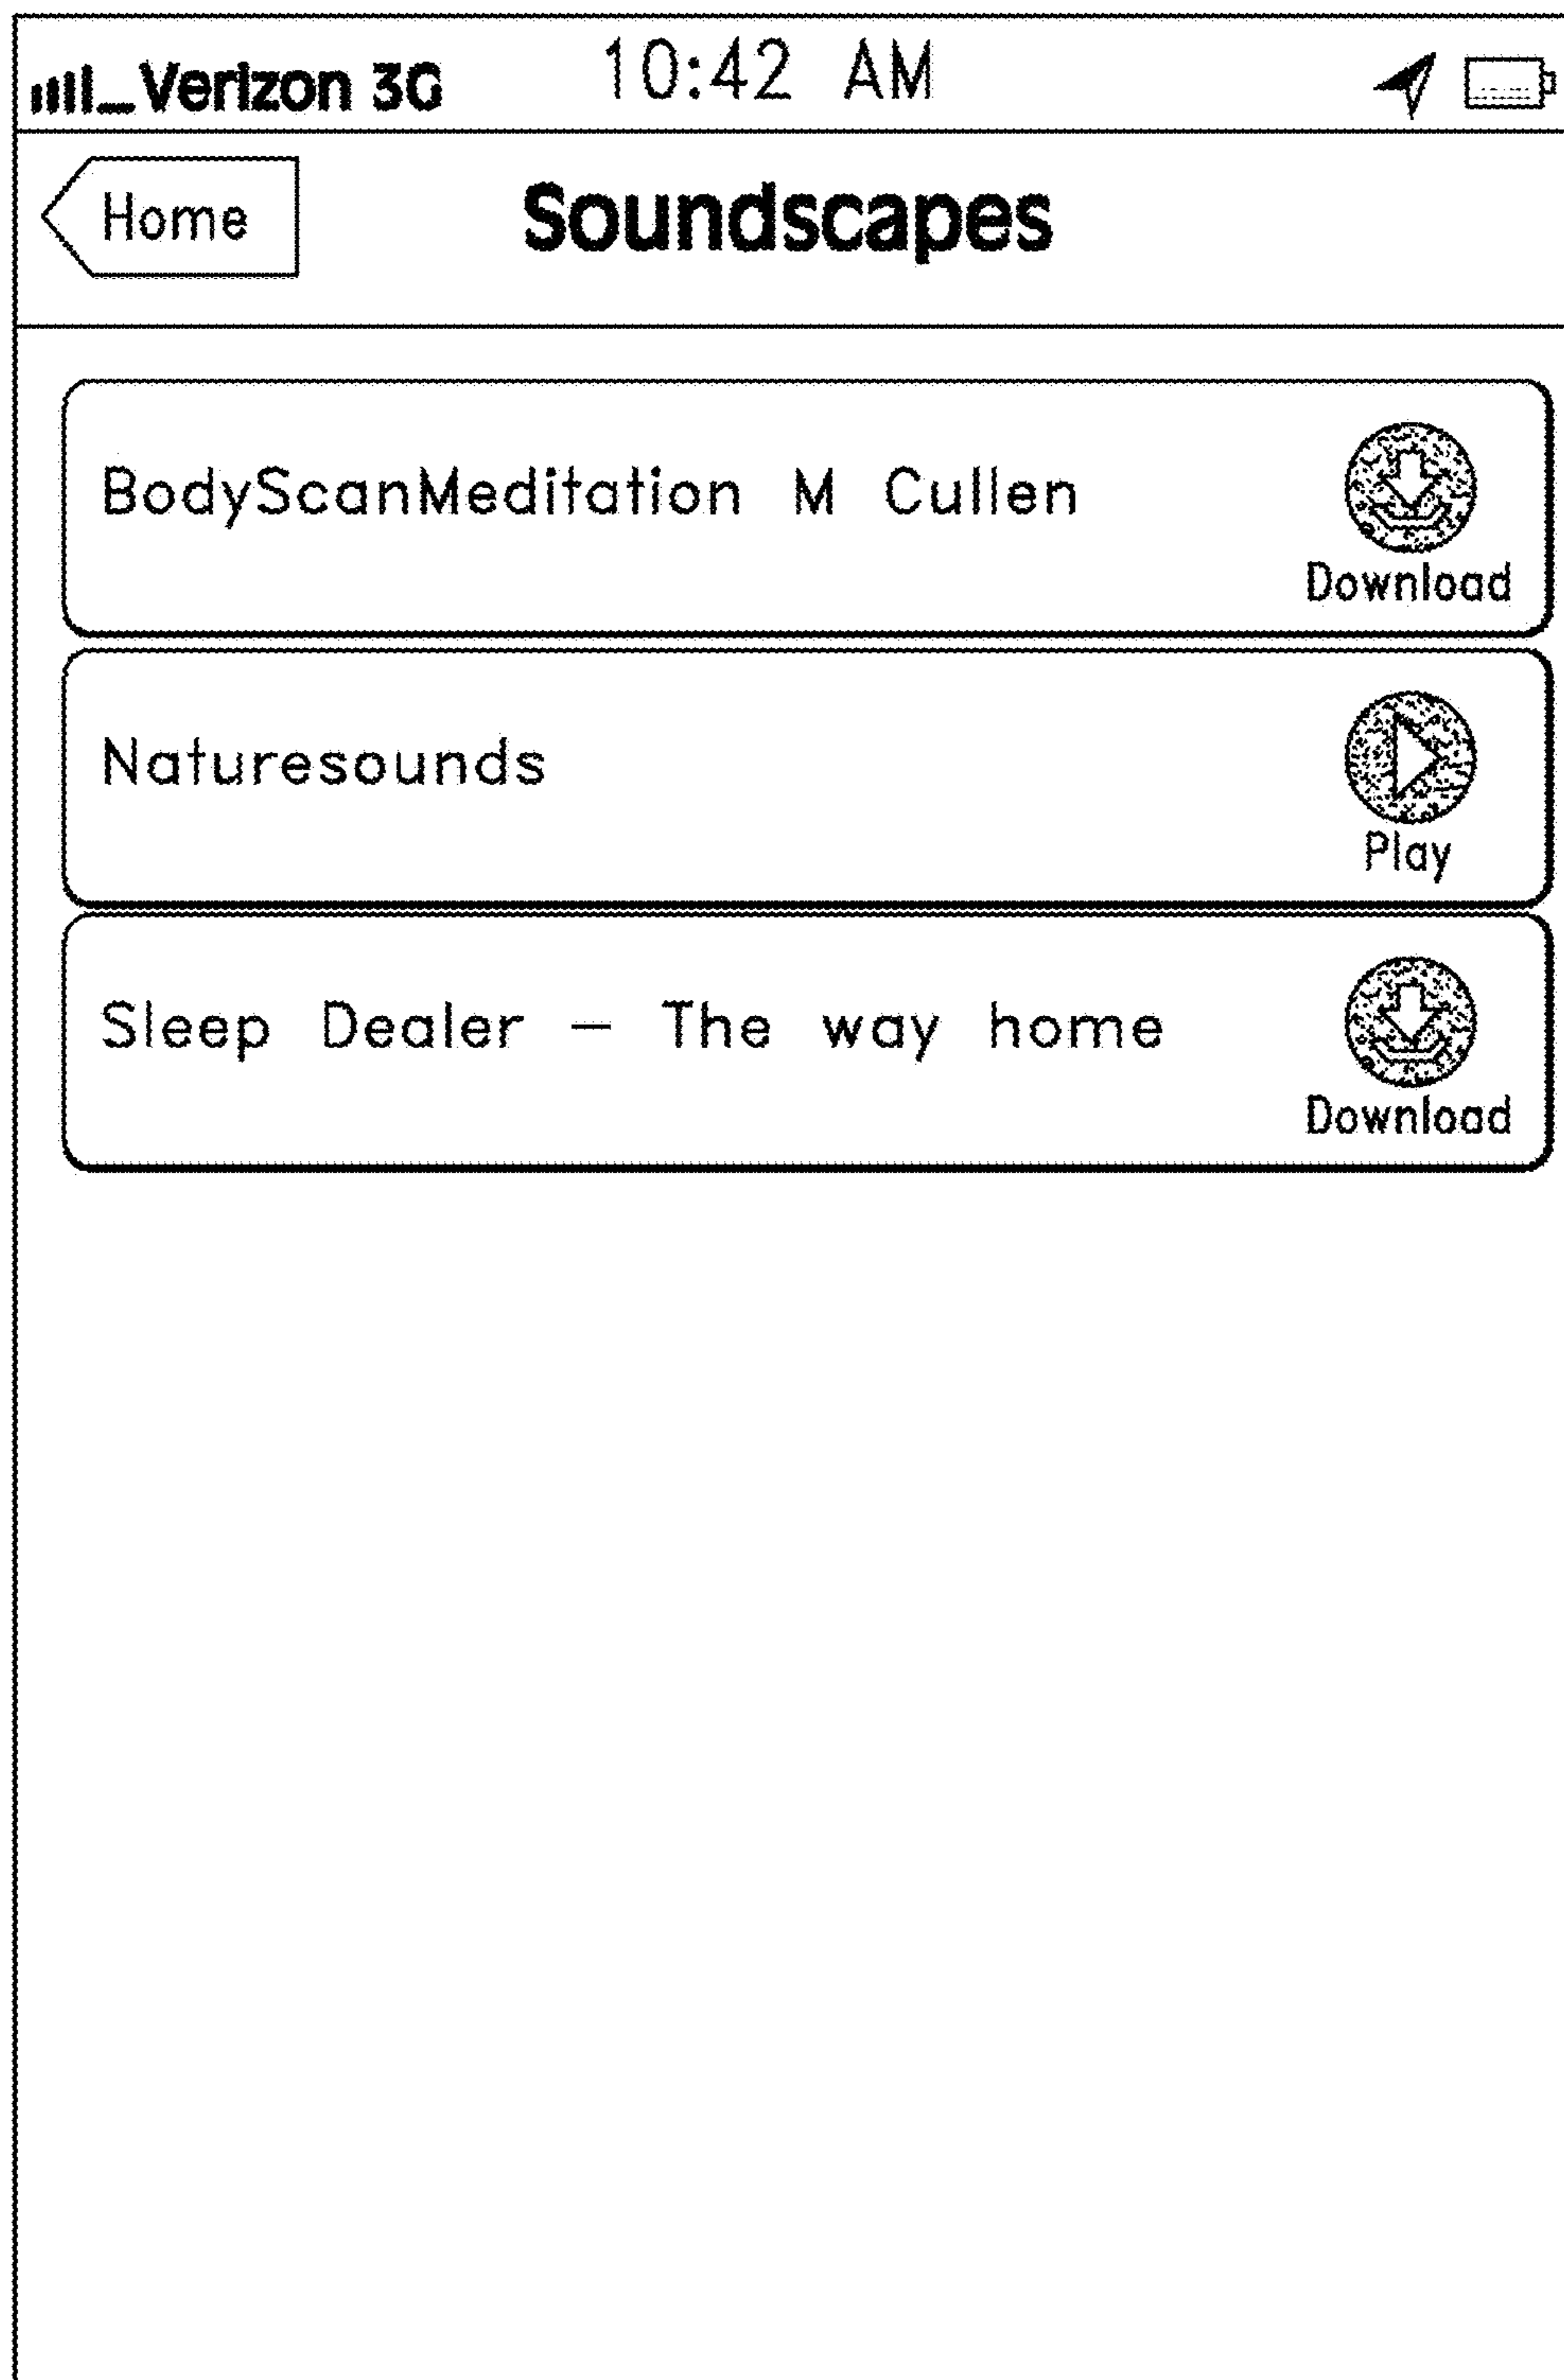 Verizon 3G 10:42 AM
Home Soundscapes
BodyScanMeditation M Cullen
Download
Naturesounds
Play
Sleep Dealer – The way home
Download